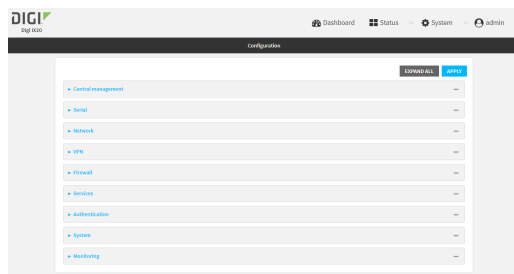 DIGI
Digi IX20
Dashboard Status System admin
Configuration
EXPAND ALL APPLY
Central management
Serial
Network
VPN
Firewall
Services
Authentication
System
Monitoring